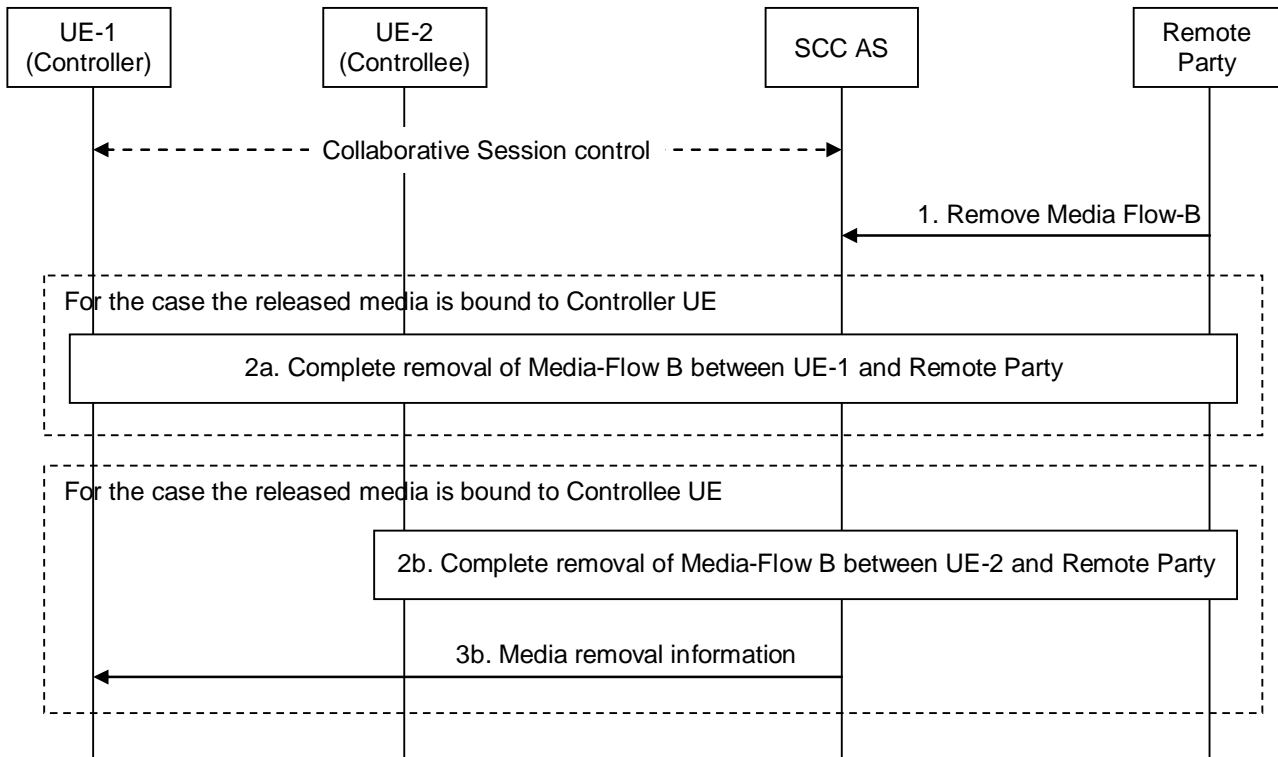 UE-1
(Controller)
UE-2
(Controllee)
SCC AS
Remote
Party
Collaborative Session control
1. Remove Media Flow-B
For the case the released media is bound to Controller UE
2a. Complete removal of Media-Flow B between UE-1 and Remote Party
For the case the released media is bound to Controllee UE
2b. Complete removal of Media-Flow B between UE-2 and Remote Party
3b. Media removal information